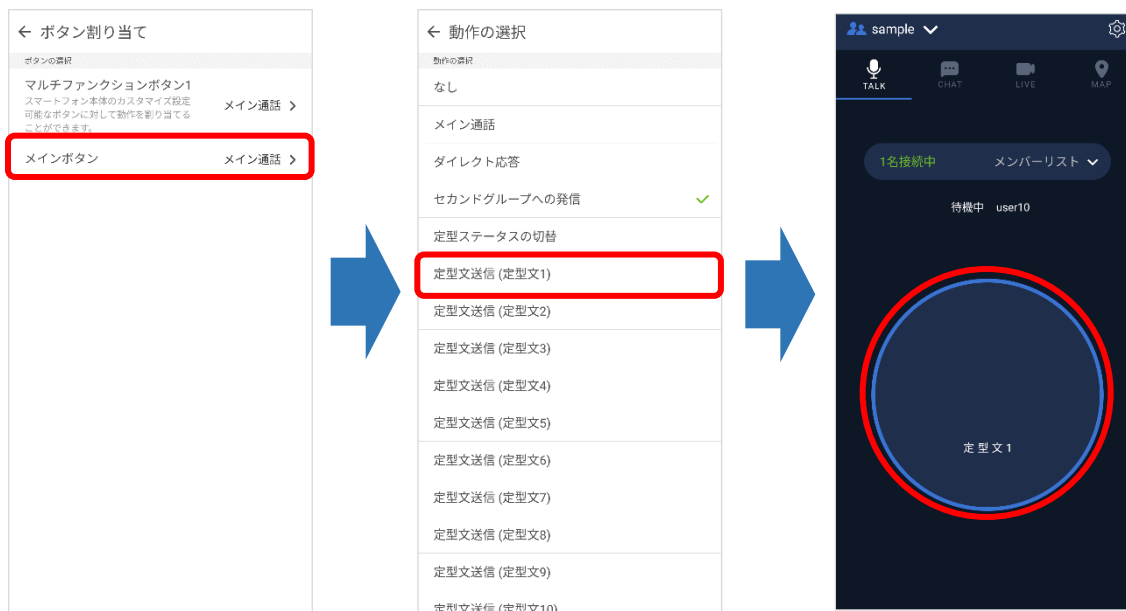 ← ボタン割り当て
ボタンの選択
マルチファンクションボタン1
スマートフォン本体のカスタマイズ設定
可能なボタンに対して動作を割り当てる
ことができます。
メイン通話
メインボタン
メイン通話
← 動作の選択
動作の選択
なし
メイン通話
ダイレクト応答
セカンドグループへの発信
定型ステータスの切替
定型文送信 (定型文1)
定型文送信 (定型文2)
定型文送信 (定型文3)
定型文送信 (定型文4)
定型文送信 (定型文5)
定型文送信 (定型文6)
定型文送信 (定型文7)
定型文送信 (定型文8)
定型文送信 (定型文9)
定型文送信 (定型文10)
sample
TALK CHAT LIVE MAP
1名接続中 メンバーリスト
待機中 user10
定型文1